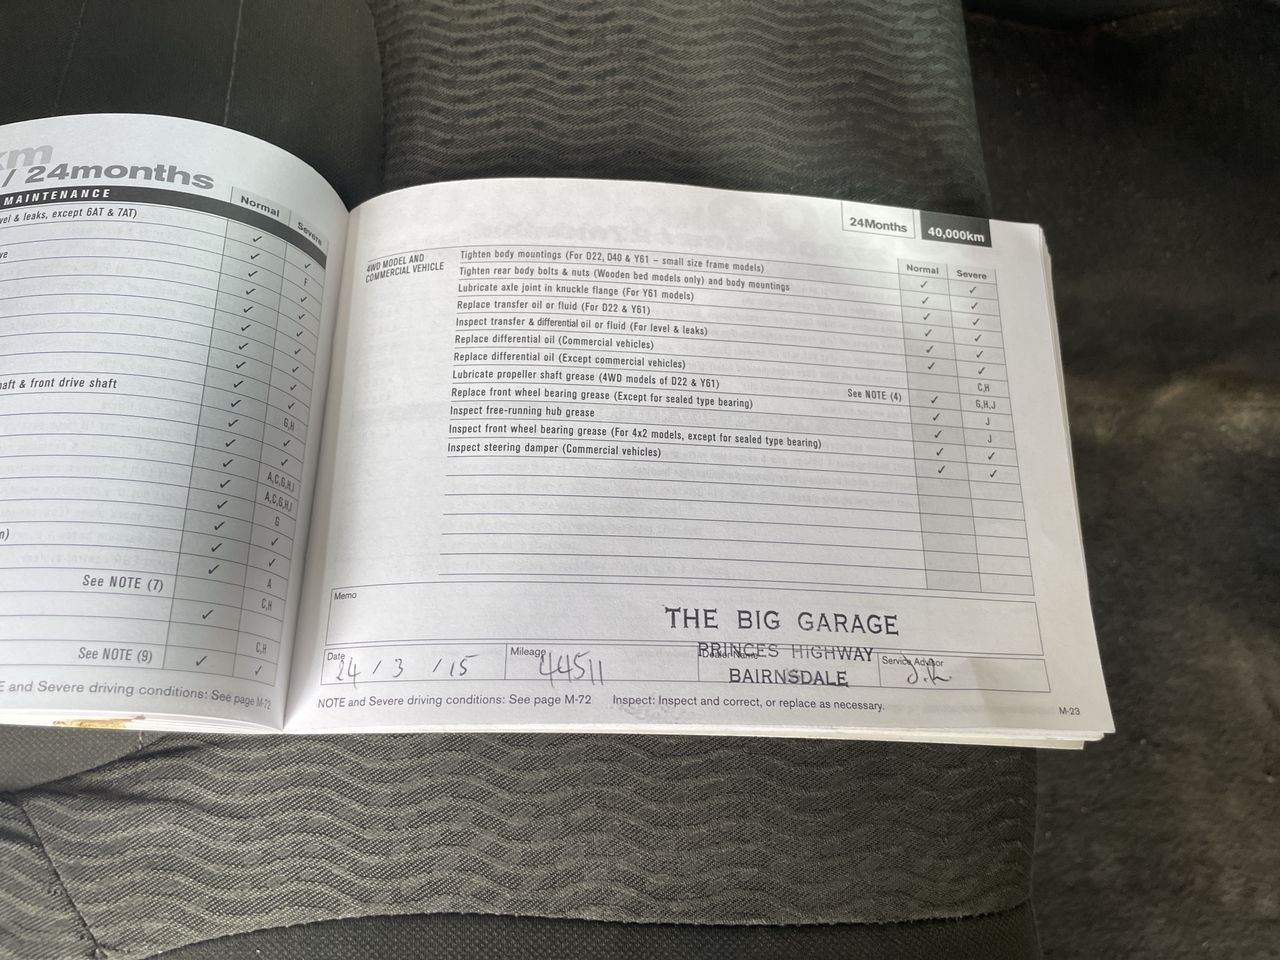 km
/ 24months
MAINTENANCE
Normal
Severe
vel & leaks, except 6AT & 7AT)
✓
✓ ✓
ve ✓ F
✓ ✓
✓ ✓
✓ ✓
✓ ✓
✓ ✓
haft & front drive shaft ✓ ✓
✓ G,H
✓ ✓
✓ ✓
✓ A,C,G,H,I
✓ A,C,G,H,I
✓ G
n) ✓ ✓
✓ ✓
See NOTE (7) A
C,H
✓
C,H
See NOTE (9) ✓ ✓
E and Severe driving conditions: See page M-72
24Months 40,000km
Normal Severe
4WD MODEL AND
COMMERCIAL VEHICLE
Tighten body mountings (For D22, D40 & Y61 – small size frame models) ✓ ✓
Tighten rear body bolts & nuts (Wooden bed models only) and body mountings ✓ ✓
Lubricate axle joint in knuckle flange (For Y61 models) ✓ ✓
Replace transfer oil or fluid (For D22 & Y61) ✓ ✓
Inspect transfer & differential oil or fluid (For level & leaks) ✓ ✓
Replace differential oil (Commercial vehicles) ✓ ✓
Replace differential oil (Except commercial vehicles) C,H
Lubricate propeller shaft grease (4WD models of D22 & Y61) See NOTE (4) ✓ G,H,J
Replace front wheel bearing grease (Except for sealed type bearing) ✓ J
Inspect free-running hub grease ✓ J
Inspect front wheel bearing grease (For 4x2 models, except for sealed type bearing) ✓ ✓
Inspect steering damper (Commercial vehicles) ✓ ✓
Memo
THE BIG GARAGE
PRINCES HIGHWAY
BAIRNSDALE
Date
24 / 3 / 15
Mileage
44511
Dealer Name
Service Advisor
NOTE and Severe driving conditions: See page M-72 Inspect: Inspect and correct, or replace as necessary.
M-23